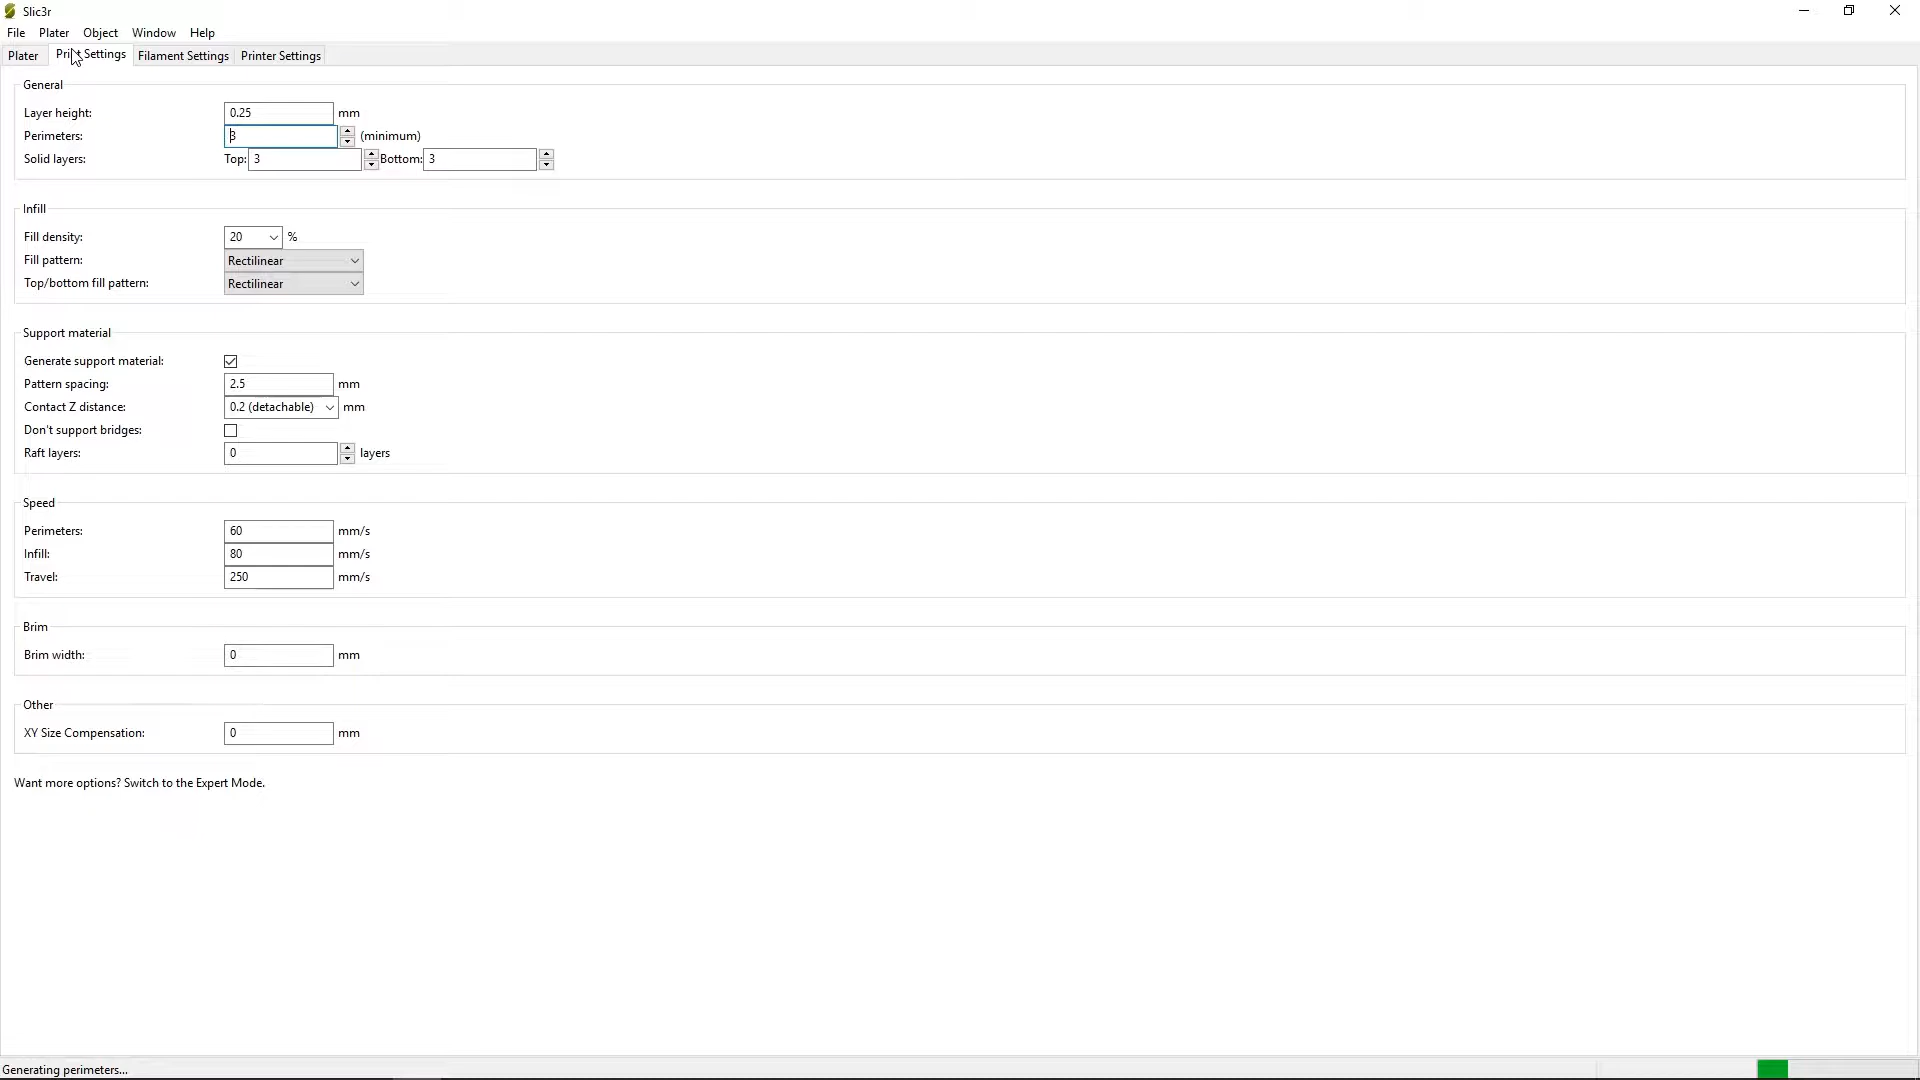 Slic3r
File Plater Object Window Help
Plater Print Settings Filament Settings Printer Settings
General
Layer height: 0.25 mm
Perimeters: 3 (minimum)
Solid layers: Top: 3 Bottom: 3
Infill
Fill density: 20 %
Fill pattern: Rectilinear
Top/bottom fill pattern: Rectilinear
Support material
Generate support material:
Pattern spacing: 2.5 mm
Contact Z distance: 0.2 (detachable) mm
Don't support bridges:
Raft layers: 0 layers
Speed
Perimeters: 60 mm/s
Infill: 80 mm/s
Travel: 250 mm/s
Brim
Brim width: 0 mm
Other
XY Size Compensation: 0 mm
Want more options? Switch to the Expert Mode.
Generating perimeters...